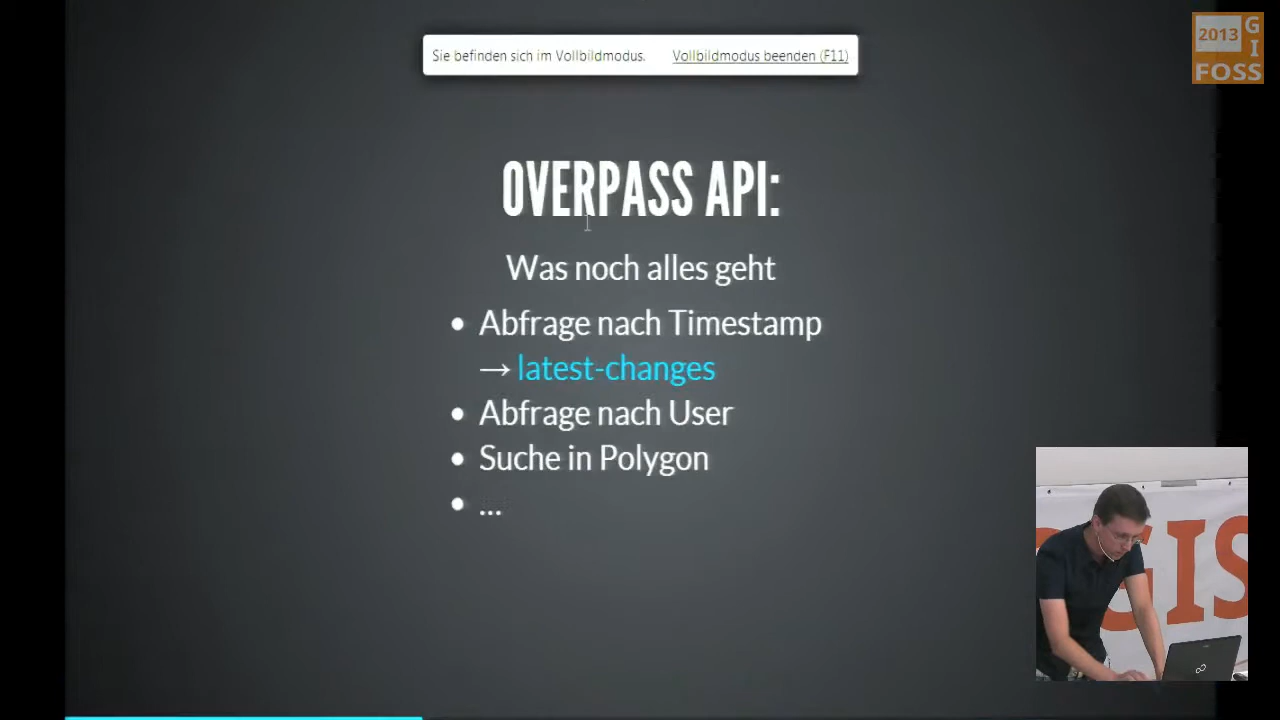 Sie befinden sich im Vollbildmodus. Vollbildmodus beenden (F11)
2013 GI
FOSS
OVERPASS API:
Was noch alles geht
• Abfrage nach Timestamp
→ latest-changes
• Abfrage nach User
• Suche in Polygon
• ...
GIS